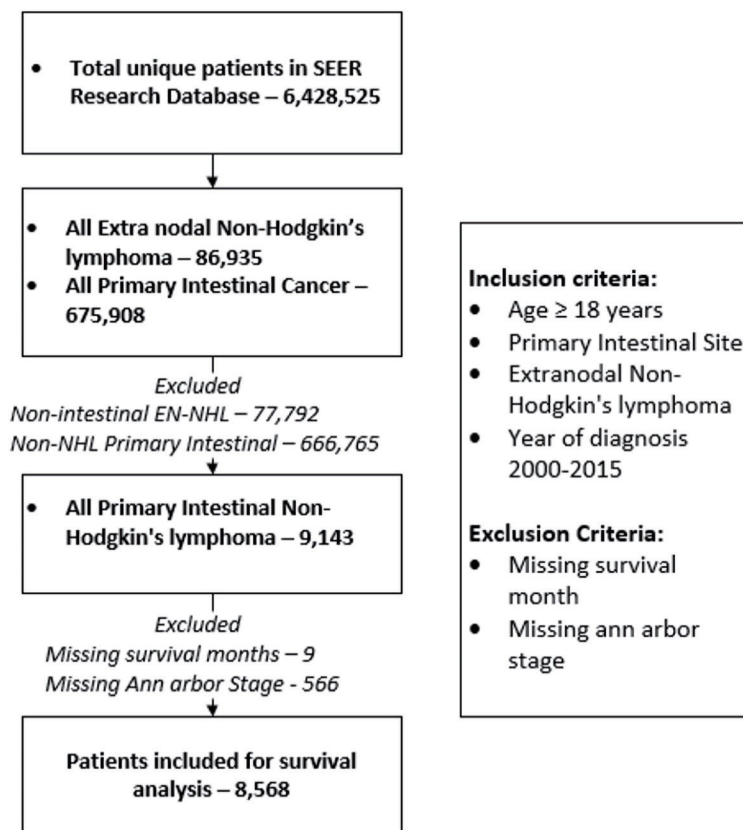 • Total unique patients in SEER
Research Database – 6,428,525
• All Extra nodal Non-Hodgkin’s
lymphoma – 86,935
• All Primary Intestinal Cancer –
675,908
Excluded
Non-intestinal EN-NHL – 77,792
Non-NHL Primary Intestinal – 666,765
• All Primary Intestinal Non-
Hodgkin's lymphoma – 9,143
Excluded
Missing survival months – 9
Missing Ann arbor Stage - 566
Patients included for survival
analysis – 8,568
Inclusion criteria:
• Age ≥ 18 years
• Primary Intestinal Site
• Extranodal Non-
Hodgkin's lymphoma
• Year of diagnosis
2000-2015
Exclusion Criteria:
• Missing survival
month
• Missing ann arbor
stage